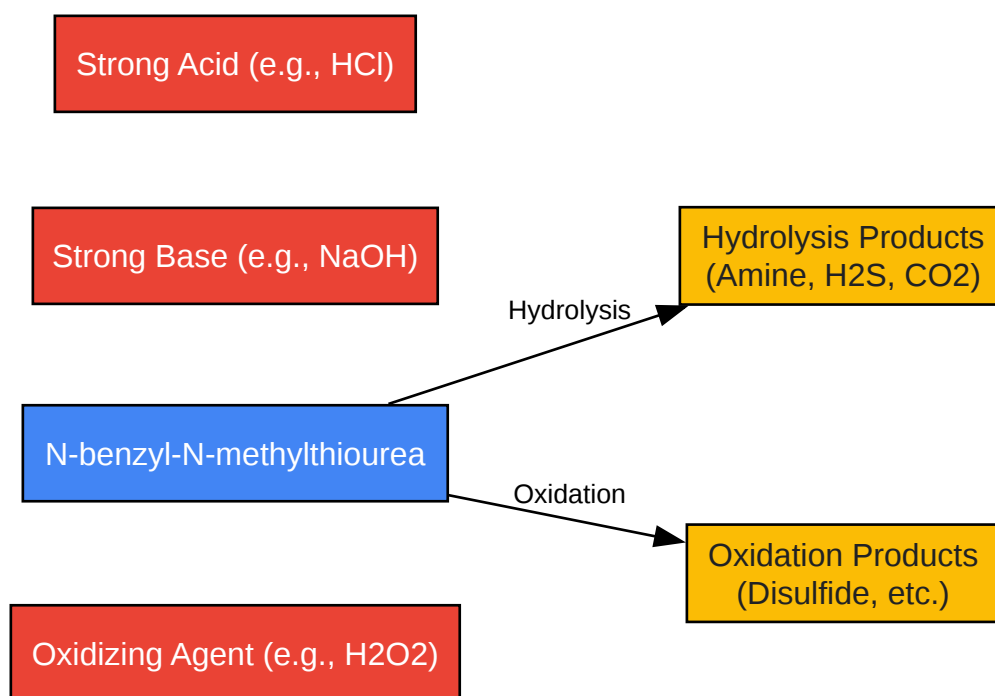 Strong Acid (e.g., HCl)
Strong Base (e.g., NaOH)
Hydrolysis Products
(Amine, H2S, CO2)
Hydrolysis
N-benzyl-N-methylthiourea
Oxidation
Oxidation Products
(Disulfide, etc.)
Oxidizing Agent (e.g., H2O2)